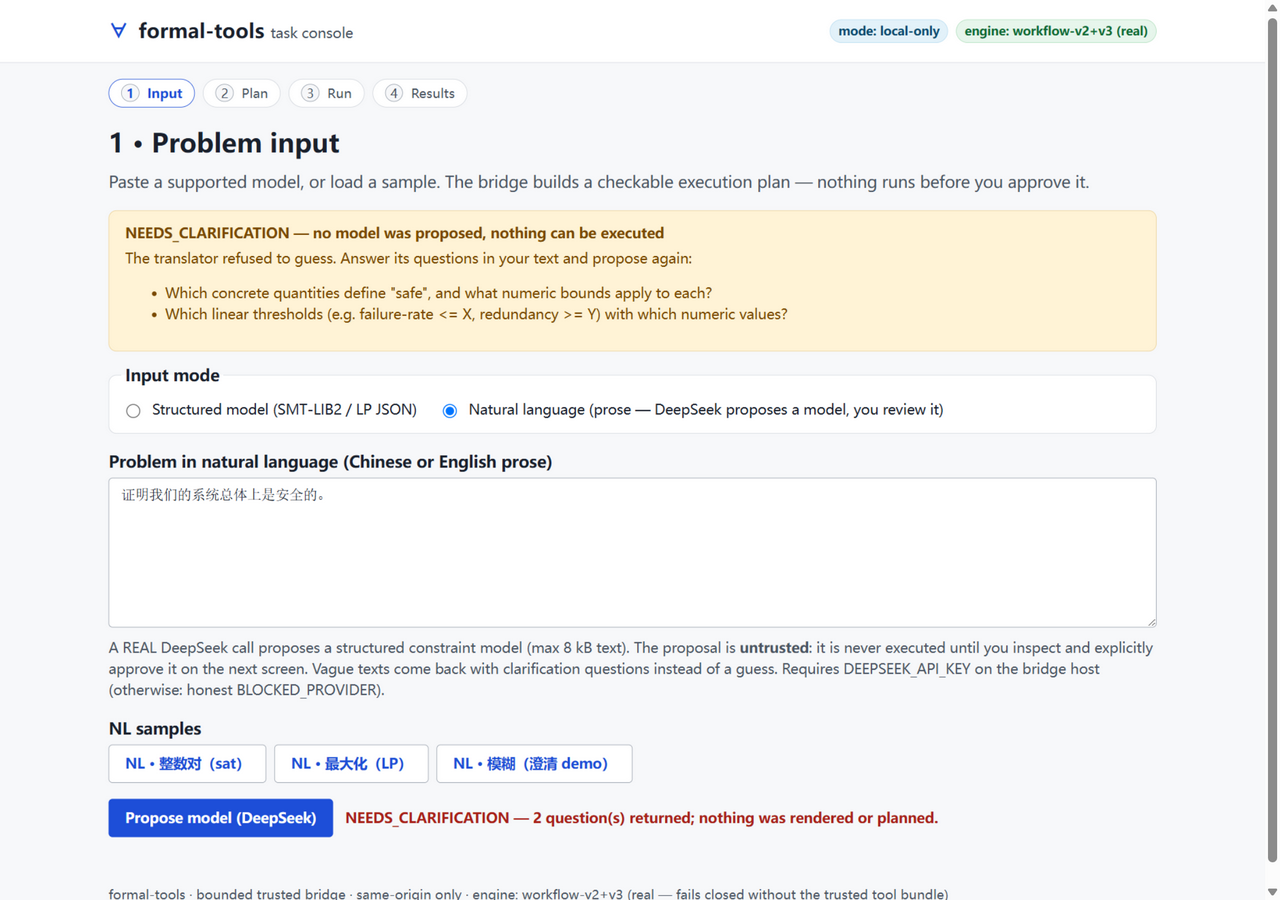 ∀ formal-tools task console
mode: local-only
engine: workflow-v2+v3 (real)
1 Input
2 Plan
3 Run
4 Results
1 • Problem input
Paste a supported model, or load a sample. The bridge builds a checkable execution plan — nothing runs before you approve it.
NEEDS_CLARIFICATION — no model was proposed, nothing can be executed
The translator refused to guess. Answer its questions in your text and propose again:
• Which concrete quantities define "safe", and what numeric bounds apply to each?
• Which linear thresholds (e.g. failure-rate <= X, redundancy >= Y) with which numeric values?
Input mode
Structured model (SMT-LIB2 / LP JSON)
Natural language (prose — DeepSeek proposes a model, you review it)
Problem in natural language (Chinese or English prose)
证明我们的系统总体上是安全的。
A REAL DeepSeek call proposes a structured constraint model (max 8 kB text). The proposal is untrusted: it is never executed until you inspect and explicitly
approve it on the next screen. Vague texts come back with clarification questions instead of a guess. Requires DEEPSEEK_API_KEY on the bridge host
(otherwise: honest BLOCKED_PROVIDER).
NL samples
NL • 整数对（sat）
NL • 最大化（LP）
NL • 模糊（澄清 demo）
Propose model (DeepSeek)
NEEDS_CLARIFICATION — 2 question(s) returned; nothing was rendered or planned.
formal-tools · bounded trusted bridge · same-origin only · engine: workflow-v2+v3 (real — fails closed without the trusted tool bundle)